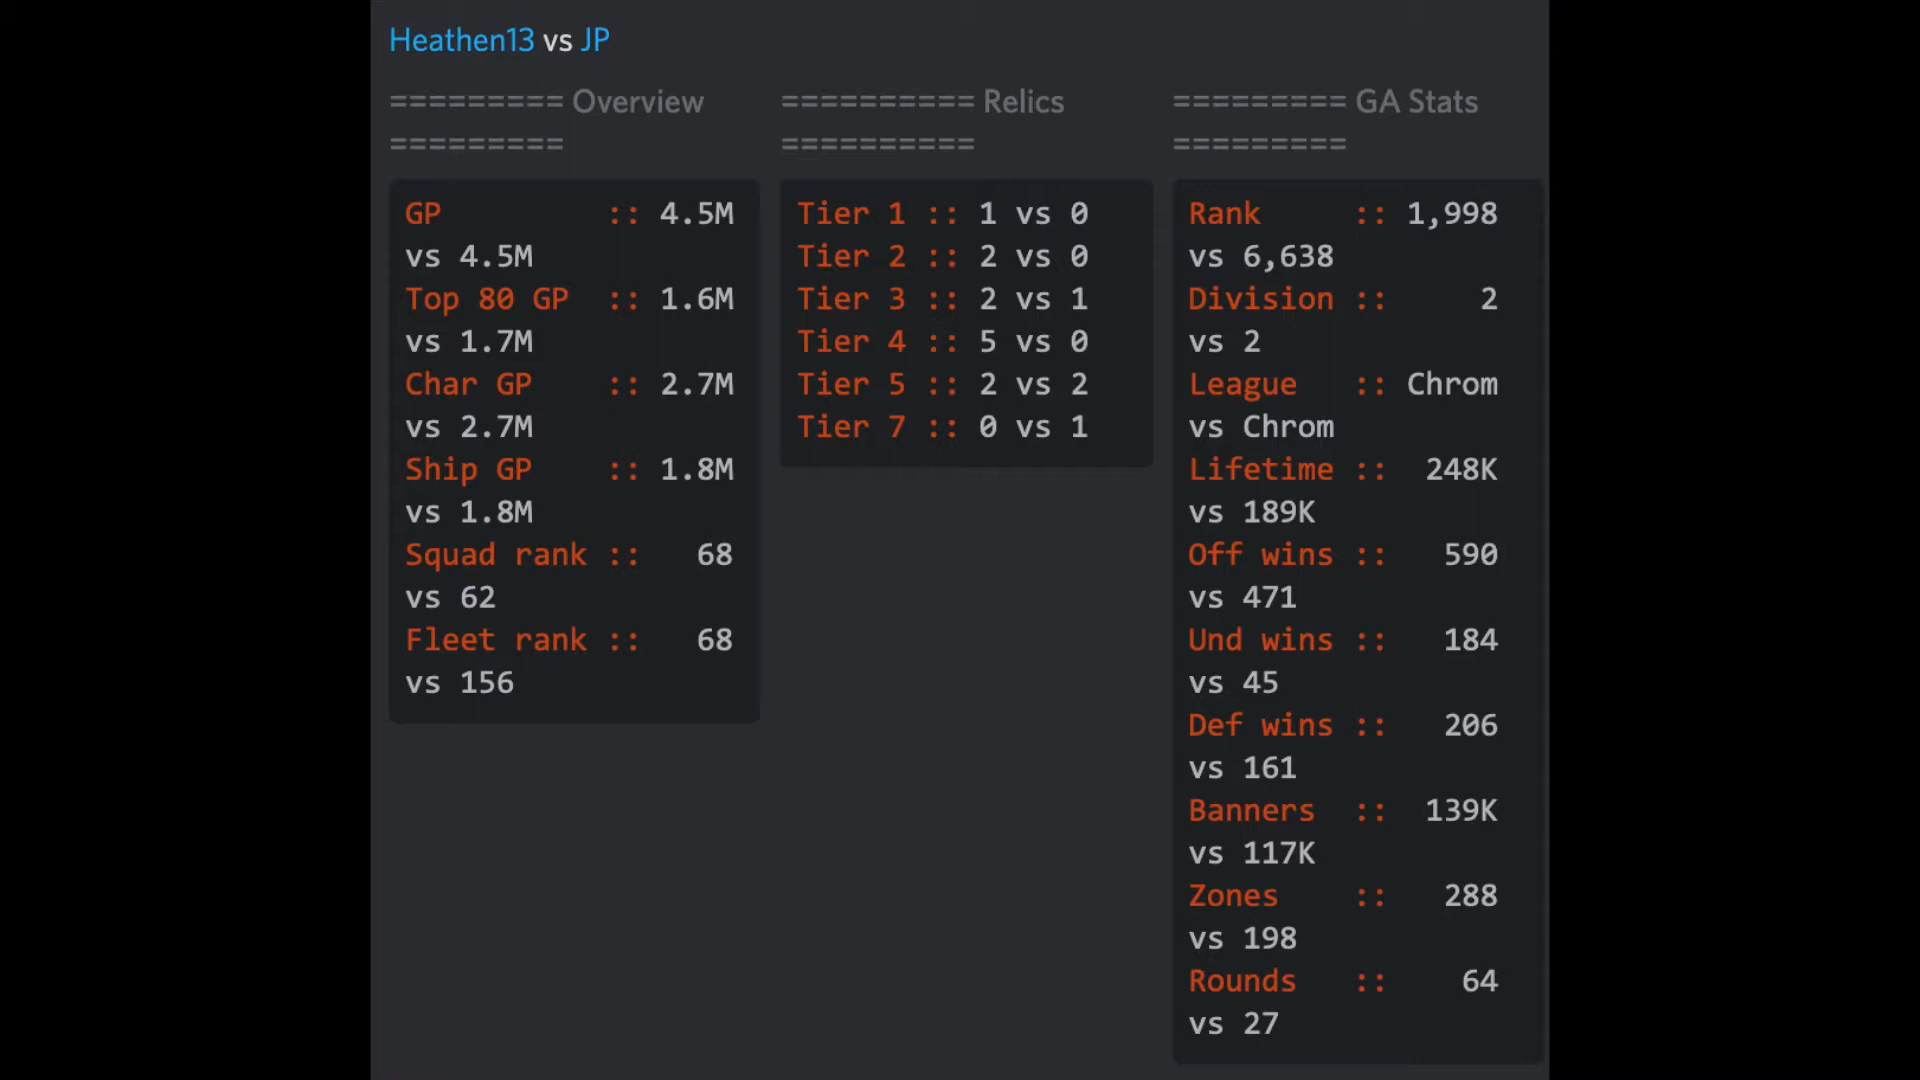 Heathen13 vs JP
========= Overview
=========
GP :: 4.5M
vs 4.5M
Top 80 GP :: 1.6M
vs 1.7M
Char GP :: 2.7M
vs 2.7M
Ship GP :: 1.8M
vs 1.8M
Squad rank :: 68
vs 62
Fleet rank :: 68
vs 156
========== Relics
==========
Tier 1 :: 1 vs 0
Tier 2 :: 2 vs 0
Tier 3 :: 2 vs 1
Tier 4 :: 5 vs 0
Tier 5 :: 2 vs 2
Tier 7 :: 0 vs 1
========= GA Stats
=========
Rank :: 1,998
vs 6,638
Division :: 2
vs 2
League :: Chrom
vs Chrom
Lifetime :: 248K
vs 189K
Off wins :: 590
vs 471
Und wins :: 184
vs 45
Def wins :: 206
vs 161
Banners :: 139K
vs 117K
Zones :: 288
vs 198
Rounds :: 64
vs 27